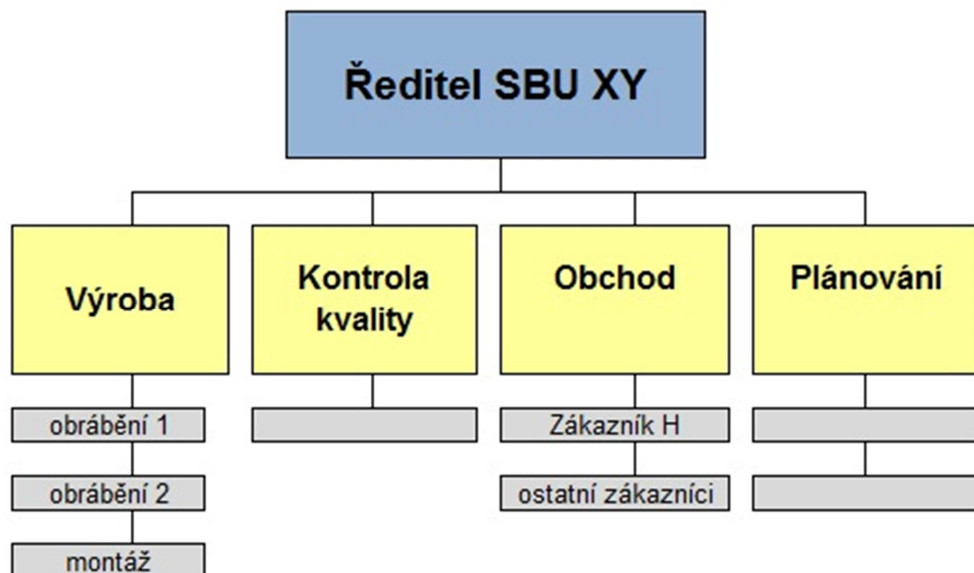 Ředitel SBU XY
Výroba
Kontrola
kvality
Obchod
Plánování
obrábění 1
Zákazník H
obrábění 2
ostatní zákazníci
montáž